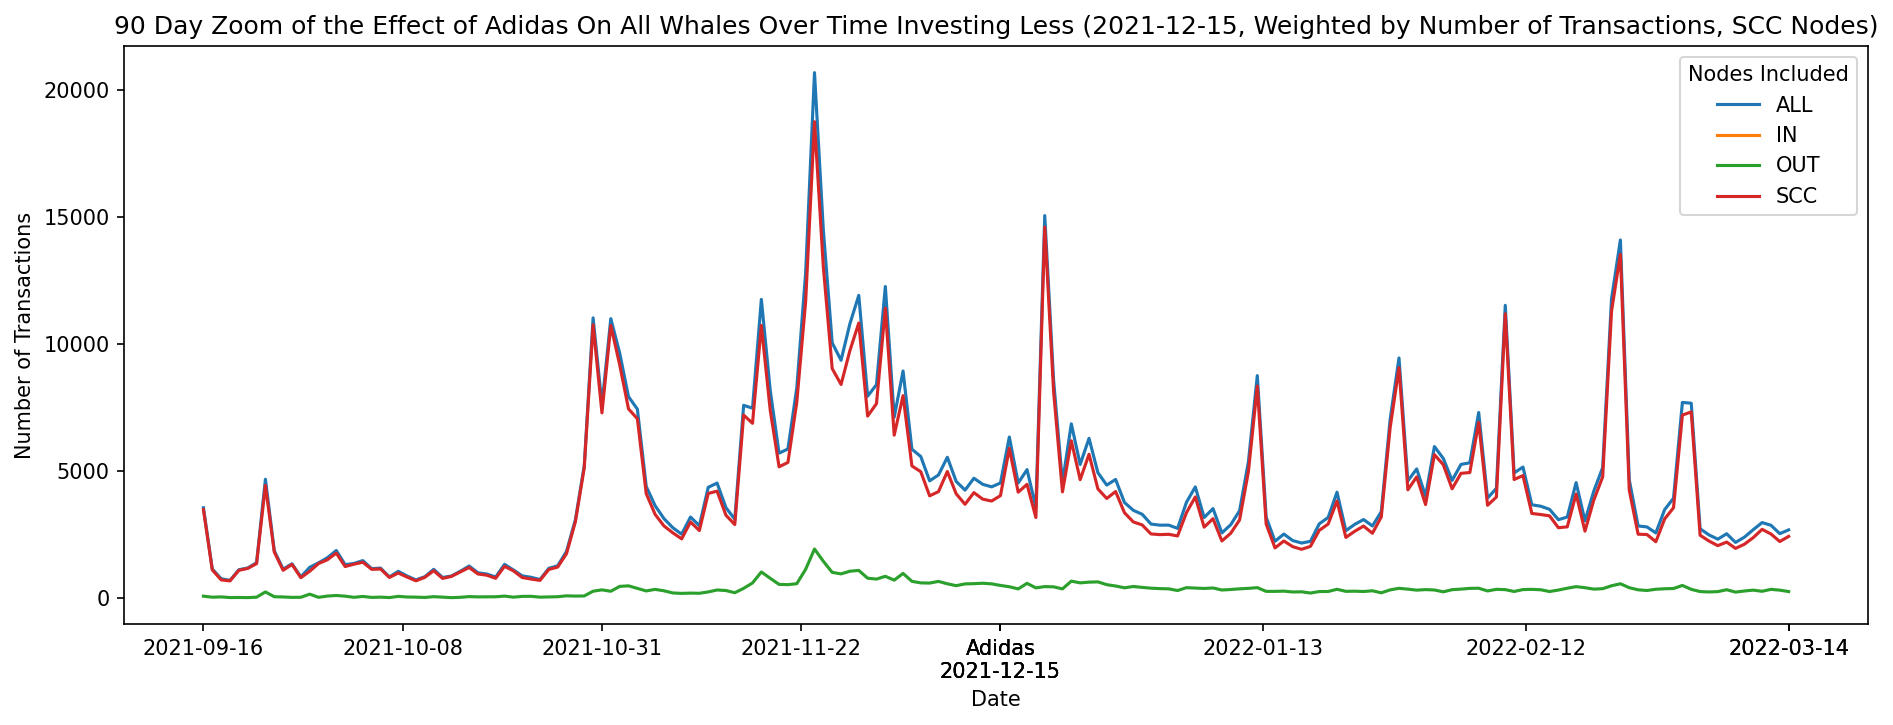 90 Day Zoom of the Effect of Adidas On All Whales Over Time Investing Less (2021-12-15, Weighted by Number of Transactions, SCC Nodes)
Nodes Included
ALL
IN
OUT
SCC
Number of Transactions
20000
15000
10000
5000
0
2021-09-16
2021-10-08
2021-10-31
2021-11-22
Adidas
2021-12-15
2022-01-13
2022-02-12
2022-03-14
Date